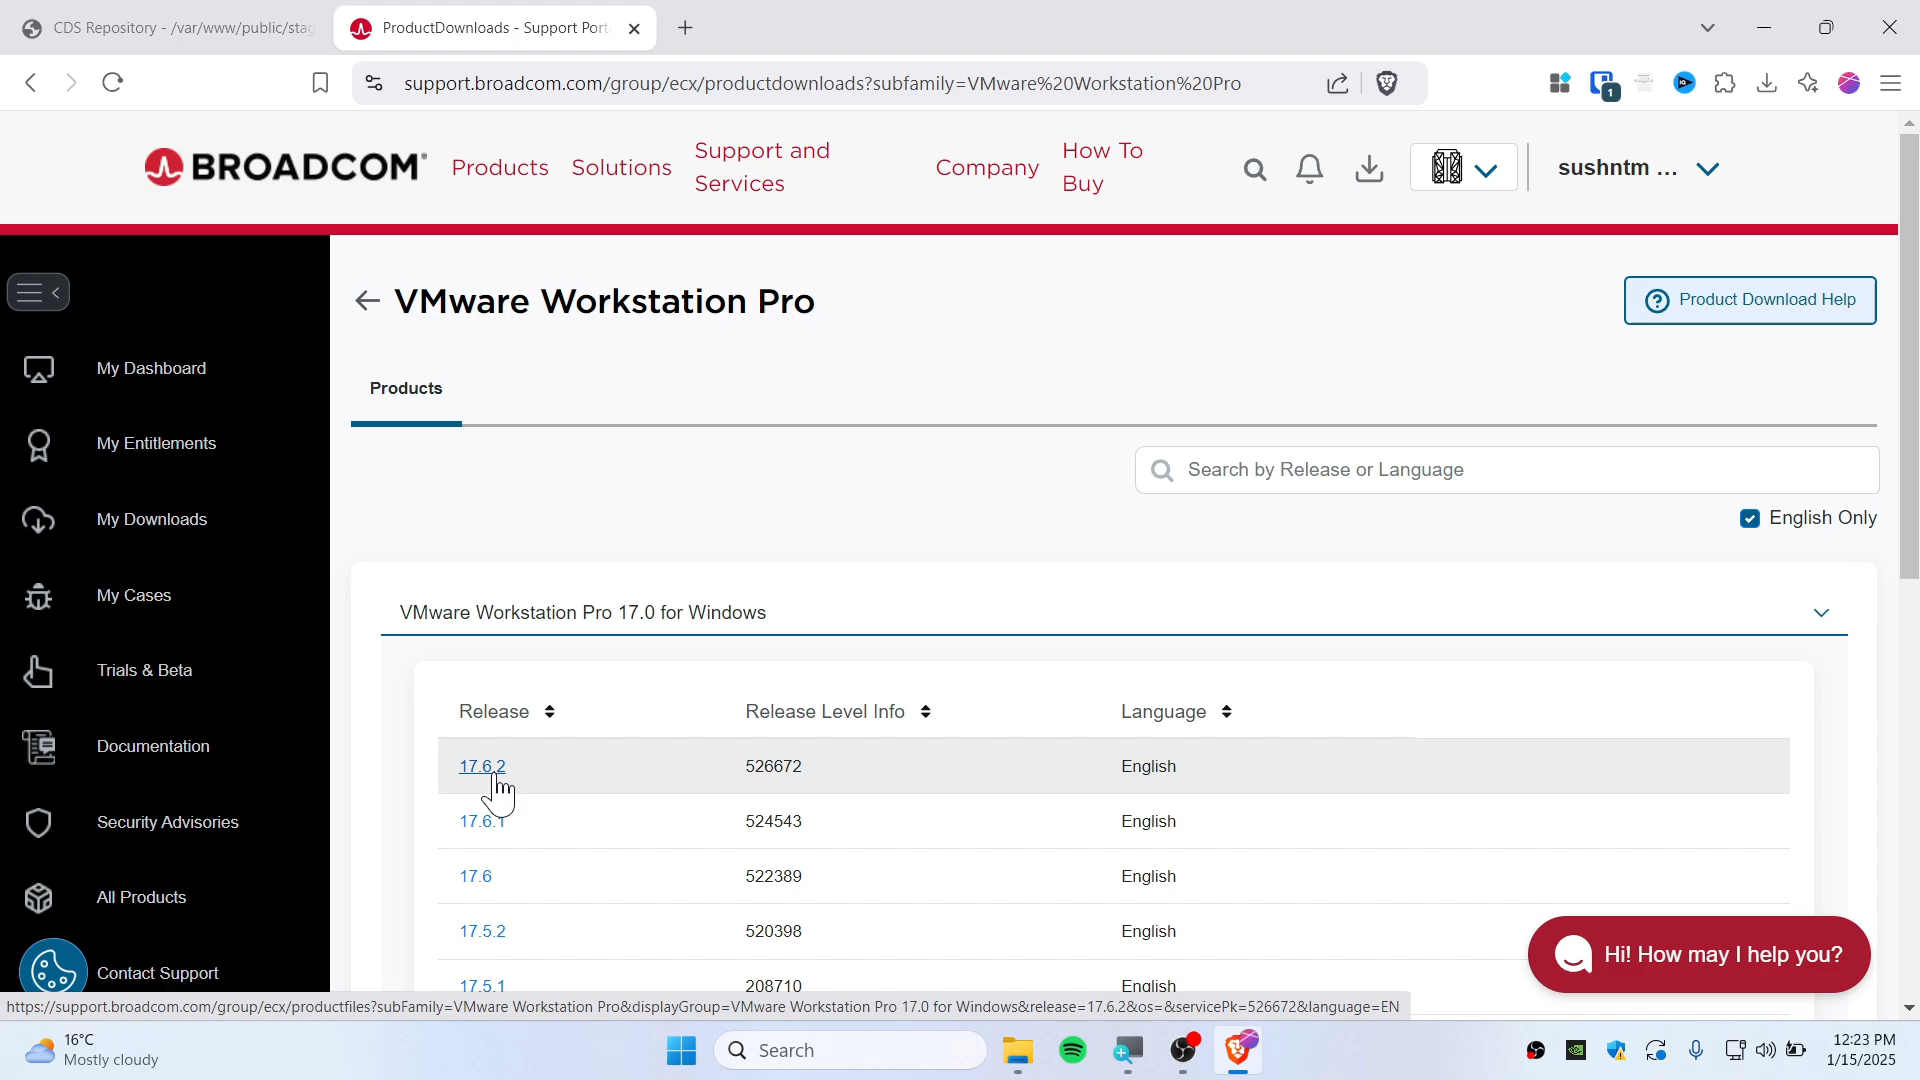 CDS Repository - /var/www/public/stag
ProductDownloads - Support Port
support.broadcom.com/group/ecx/productdownloads?subfamily=VMware%20Workstation%20Pro
1
BROADCOM
Products
Solutions
Support and
Services
Company
How To
Buy
sushntm ...
VMware Workstation Pro
Product Download Help
My Dashboard
My Entitlements
My Downloads
My Cases
Trials & Beta
Documentation
Security Advisories
All Products
Contact Support
Products
Search by Release or Language
English Only
VMware Workstation Pro 17.0 for Windows
Release Release Level Info Language
17.6.2 526672 English
17.6.1 524543 English
17.6 522389 English
17.5.2 520398 English
17.5.1 208710 English
Hi! How may I help you?
https://support.broadcom.com/group/ecx/productfiles?subFamily=VMware Workstation Pro&displayGroup=VMware Workstation Pro 17.0 for Windows&release=17.6.2&os=&servicePk=526672&language=EN
16°C
Mostly cloudy
Search
12:23 PM
1/15/2025